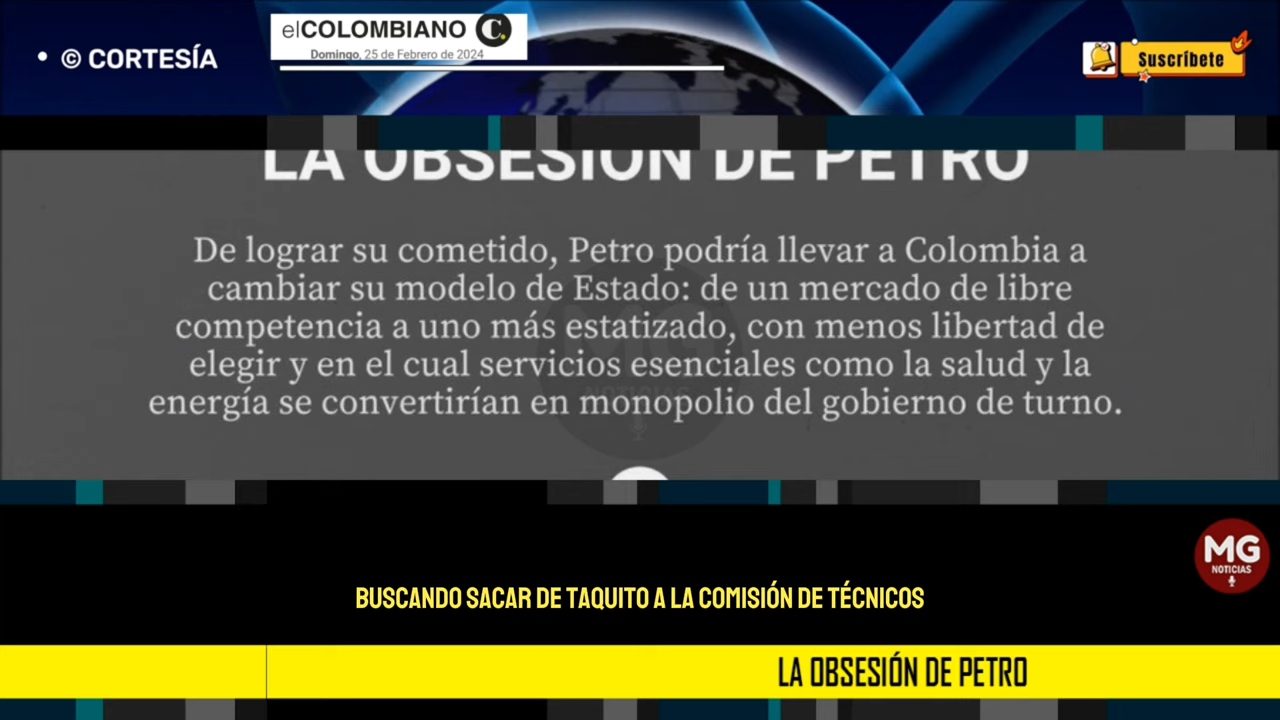 • © CORTESÍA
elCOLOMBIANO C.
Domingo, 25 de Febrero de 2024
Suscríbete
LA OBSESIÓN DE PETRO
De lograr su cometido, Petro podría llevar a Colombia a
cambiar su modelo de Estado: de un mercado de libre
competencia a uno más estatizado, con menos libertad de
elegir y en el cual servicios esenciales como la salud y la
energía se convertirían en monopolio del gobierno de turno.
MG
NOTICIAS
MG
NOTICIAS
BUSCANDO SACAR DE TAQUITO A LA COMISIÓN DE TÉCNICOS
LA OBSESIÓN DE PETRO